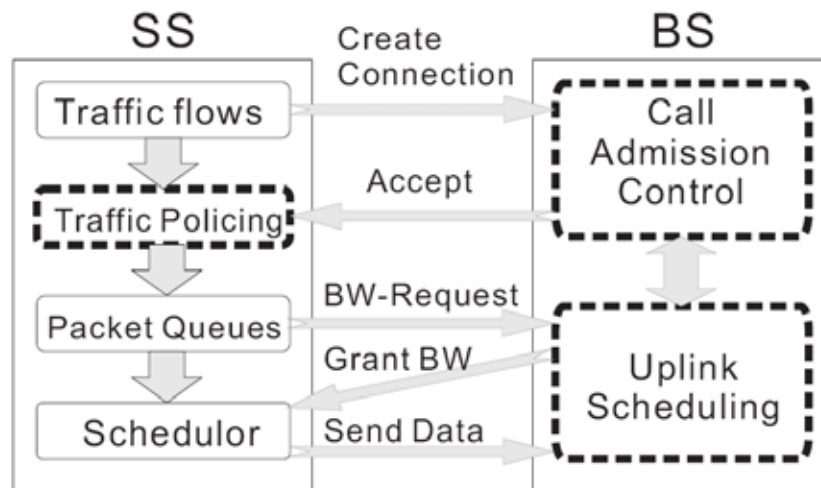 SS
BS
Create
Connection
Traffic flows
Call
Admission
Control
Accept
Traffic Policing
BW-Request
Packet Queues
Grant BW
Uplink
Scheduling
Schedulor
Send Data